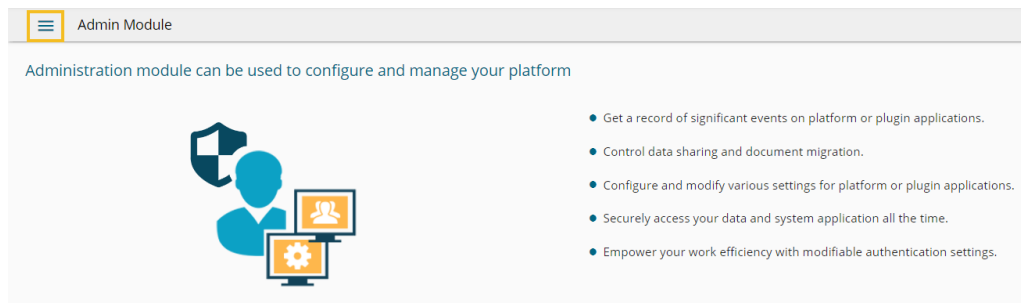 Admin Module
Administration module can be used to configure and manage your platform
Get a record of significant events on platform or plugin applications.
Control data sharing and document migration.
Configure and modify various settings for platform or plugin applications.
Securely access your data and system application all the time.
Empower your work efficiency with modifiable authentication settings.